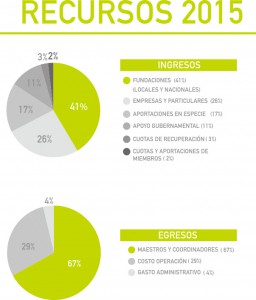 RECURSOS 2015
INGRESOS
3% 2%
11%
17%
26%
41%
FUNDACIONES (41%)
(LOCALES Y NACIONALES)
EMPRESAS Y PARTICULARES (26%)
APORTACIONES EN ESPECIE (17%)
APOYO GUBERNAMENTAL (11%)
CUOTAS DE RECUPERACIÓN (3%)
CUOTAS Y APORTACIONES DE
MIEMBROS (2%)
EGRESOS
4%
29%
67%
MAESTROS Y COORDINADORES (67%)
COSTO OPERACIÓN (29%)
GASTO ADMINISTRATIVO (4%)